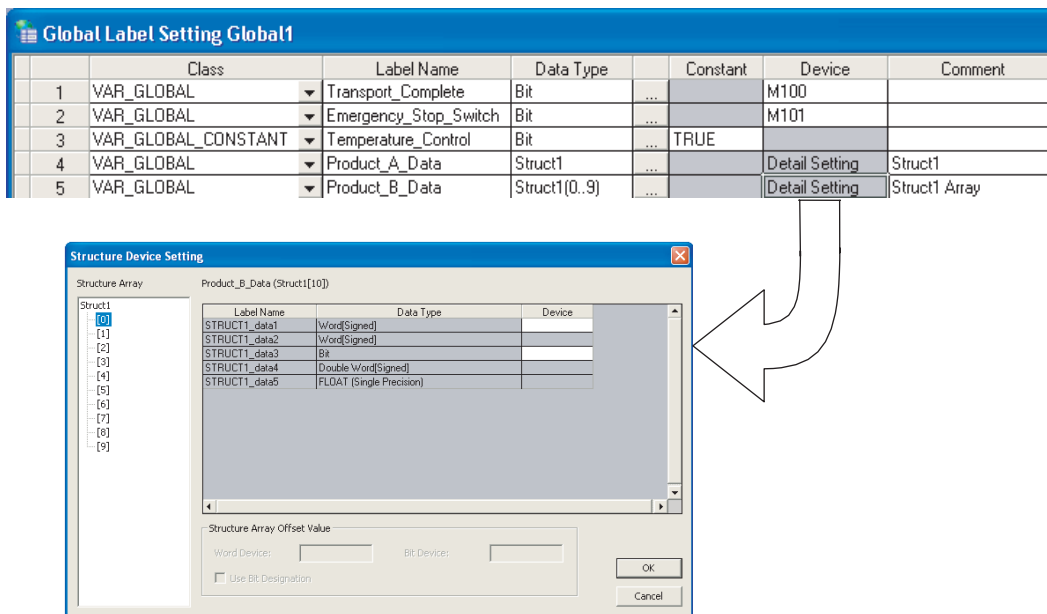 Global Label Setting Global1
Class Label Name Data Type Constant Device Comment
1 VAR_GLOBAL Transport_Complete Bit ... M100
2 VAR_GLOBAL Emergency_Stop_Switch Bit ... M101
3 VAR_GLOBAL_CONSTANT Temperature_Control Bit ... TRUE
4 VAR_GLOBAL Product_A_Data Struct1 ... Detail Setting Struct1
5 VAR_GLOBAL Product_B_Data Struct1(0..9) ... Detail Setting Struct1 Array
Structure Device Setting
Structure Array Product_B_Data (Struct1[10])
Struct1
[0]
[1]
[2]
[3]
[4]
[5]
[6]
[7]
[8]
[9]
Label Name Data Type Device
STRUCT1_data1 Word[Signed]
STRUCT1_data2 Word[Signed]
STRUCT1_data3 Bit
STRUCT1_data4 Double Word[Signed]
STRUCT1_data5 FLOAT (Single Precision)
Structure Array Offset Value
Word Device: Bit Device:
Use Bit Designation
OK
Cancel